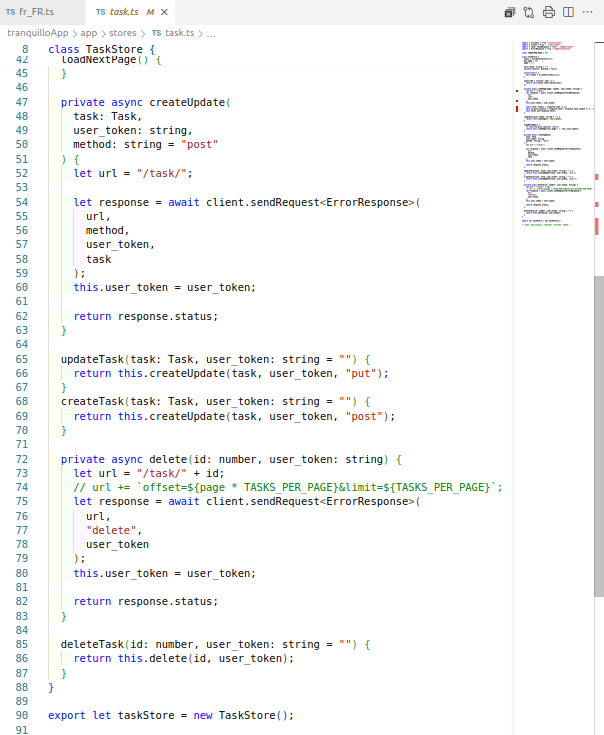 TS fr_FR.ts TS task.ts M ×
tranquilloApp > app > stores > TS task.ts > ...
8 class TaskStore {
42 loadNextPage() {
45 }
46
47 private async createUpdate(
48 task: Task,
49 user_token: string,
50 method: string = "post"
51 ) {
52 let url = "/task/";
53
54 let response = await client.sendRequest<ErrorResponse>(
55 url,
56 method,
57 user_token,
58 task
59 );
60 this.user_token = user_token;
61
62 return response.status;
63 }
64
65 updateTask(task: Task, user_token: string = "") {
66 return this.createUpdate(task, user_token, "put");
67 }
68 createTask(task: Task, user_token: string = "") {
69 return this.createUpdate(task, user_token, "post");
70 }
71
72 private async delete(id: number, user_token: string) {
73 let url = "/task/" + id;
74 // url += `offset=${page * TASKS_PER_PAGE}&limit=${TASKS_PER_PAGE}`;
75 let response = await client.sendRequest<ErrorResponse>(
76 url,
77 "delete",
78 user_token
79 );
80 this.user_token = user_token;
81
82 return response.status;
83 }
84
85 deleteTask(id: number, user_token: string = "") {
86 return this.delete(id, user_token);
87 }
88 }
89
90 export let taskStore = new TaskStore();
91